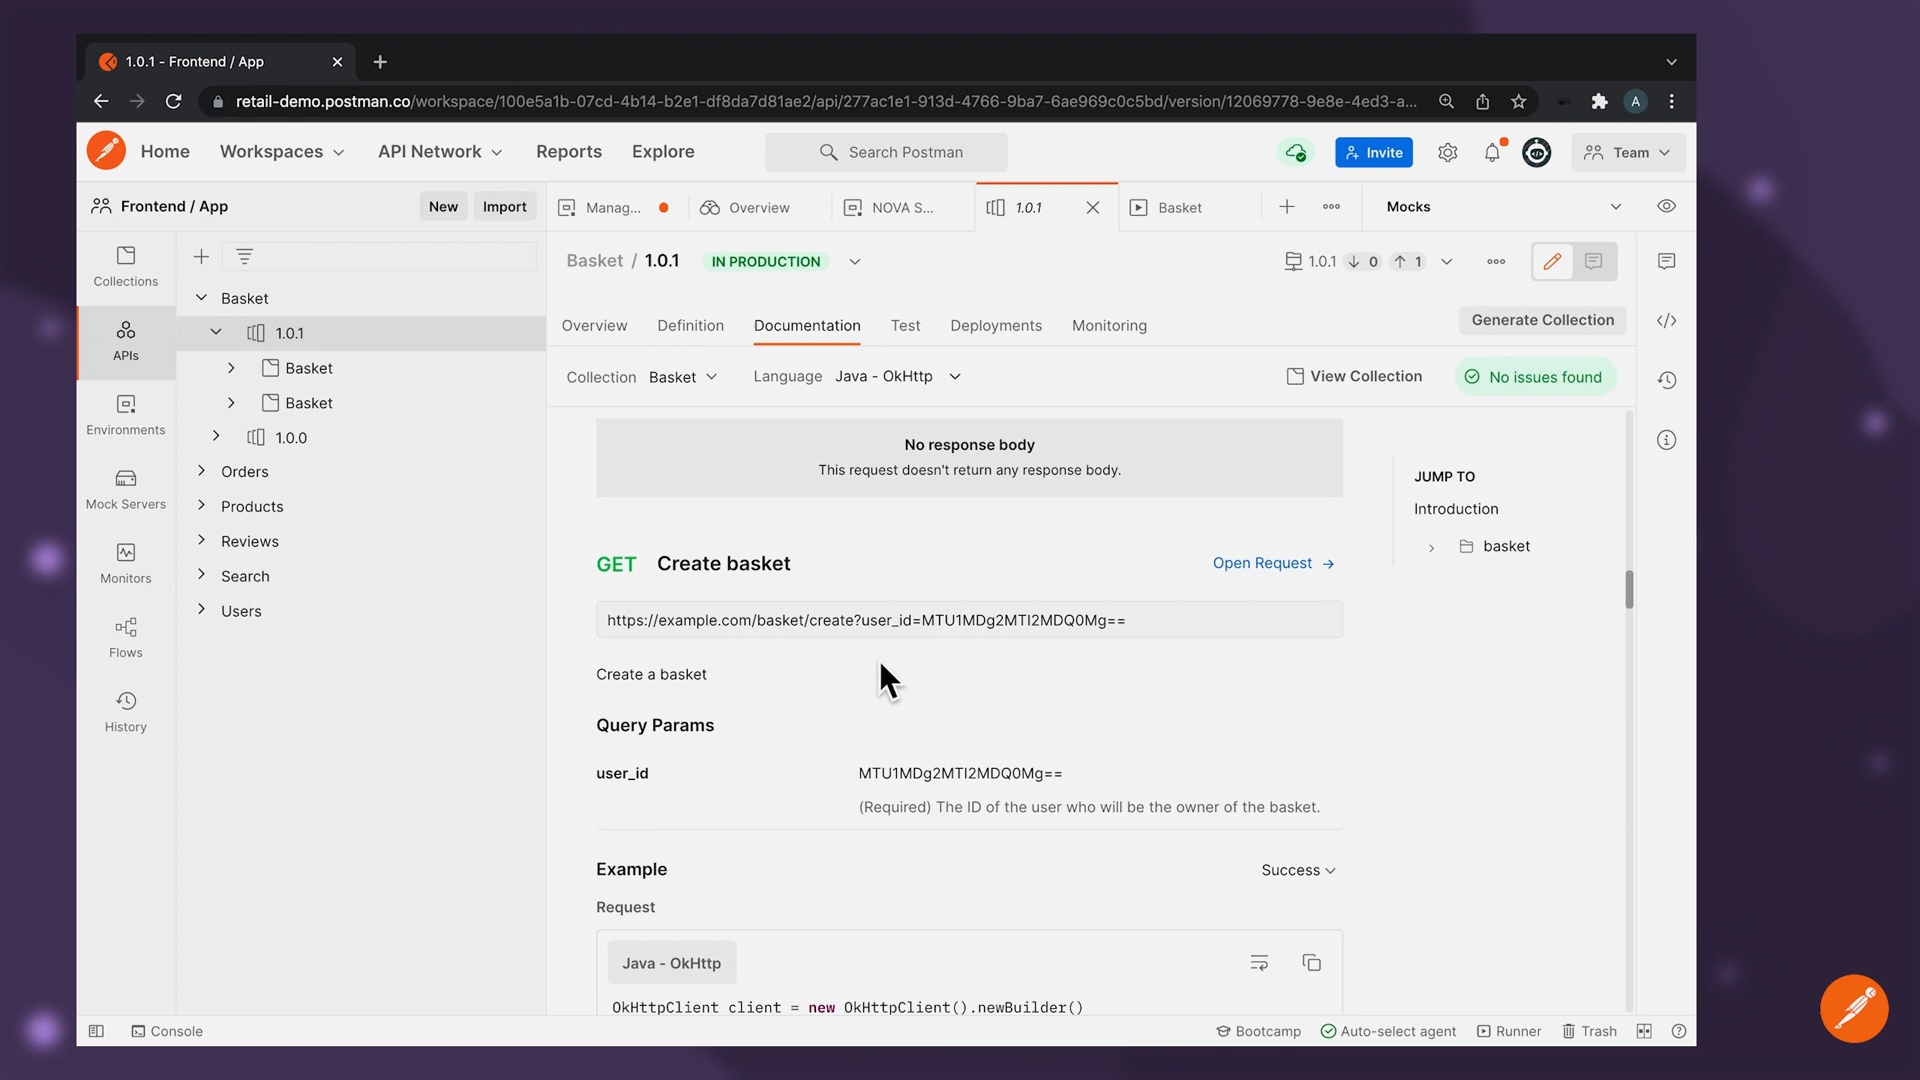 1.0.1 - Frontend / App
retail-demo.postman.co/workspace/100e5a1b-07cd-4b14-b2e1-df8da7d81ae2/api/277ac1e1-913d-4766-9ba7-6ae969c0c5bd/version/12069778-9e8e-4ed3-a...
A
Home Workspaces API Network Reports Explore Search Postman Invite Team
Frontend / App New Import Manag... Overview NOVA S... 1.0.1 Basket Mocks
Collections
APIs
Environments
Mock Servers
Monitors
Flows
History
Basket
1.0.1
Basket
Basket
1.0.0
Orders
Products
Reviews
Search
Users
Basket / 1.0.1 IN PRODUCTION 1.0.1 0 1
Overview Definition Documentation Test Deployments Monitoring Generate Collection
Collection Basket Language Java - OkHttp View Collection No issues found
No response body
This request doesn't return any response body.
GET Create basket Open Request
https://example.com/basket/create?user_id=MTU1MDg2MTI2MDQ0Mg==
Create a basket
Query Params
user_id MTU1MDg2MTI2MDQ0Mg==
(Required) The ID of the user who will be the owner of the basket.
Example Success
Request
Java - OkHttp
OkHttpClient client = new OkHttpClient().newBuilder()
JUMP TO
Introduction
basket
Console Bootcamp Auto-select agent Runner Trash